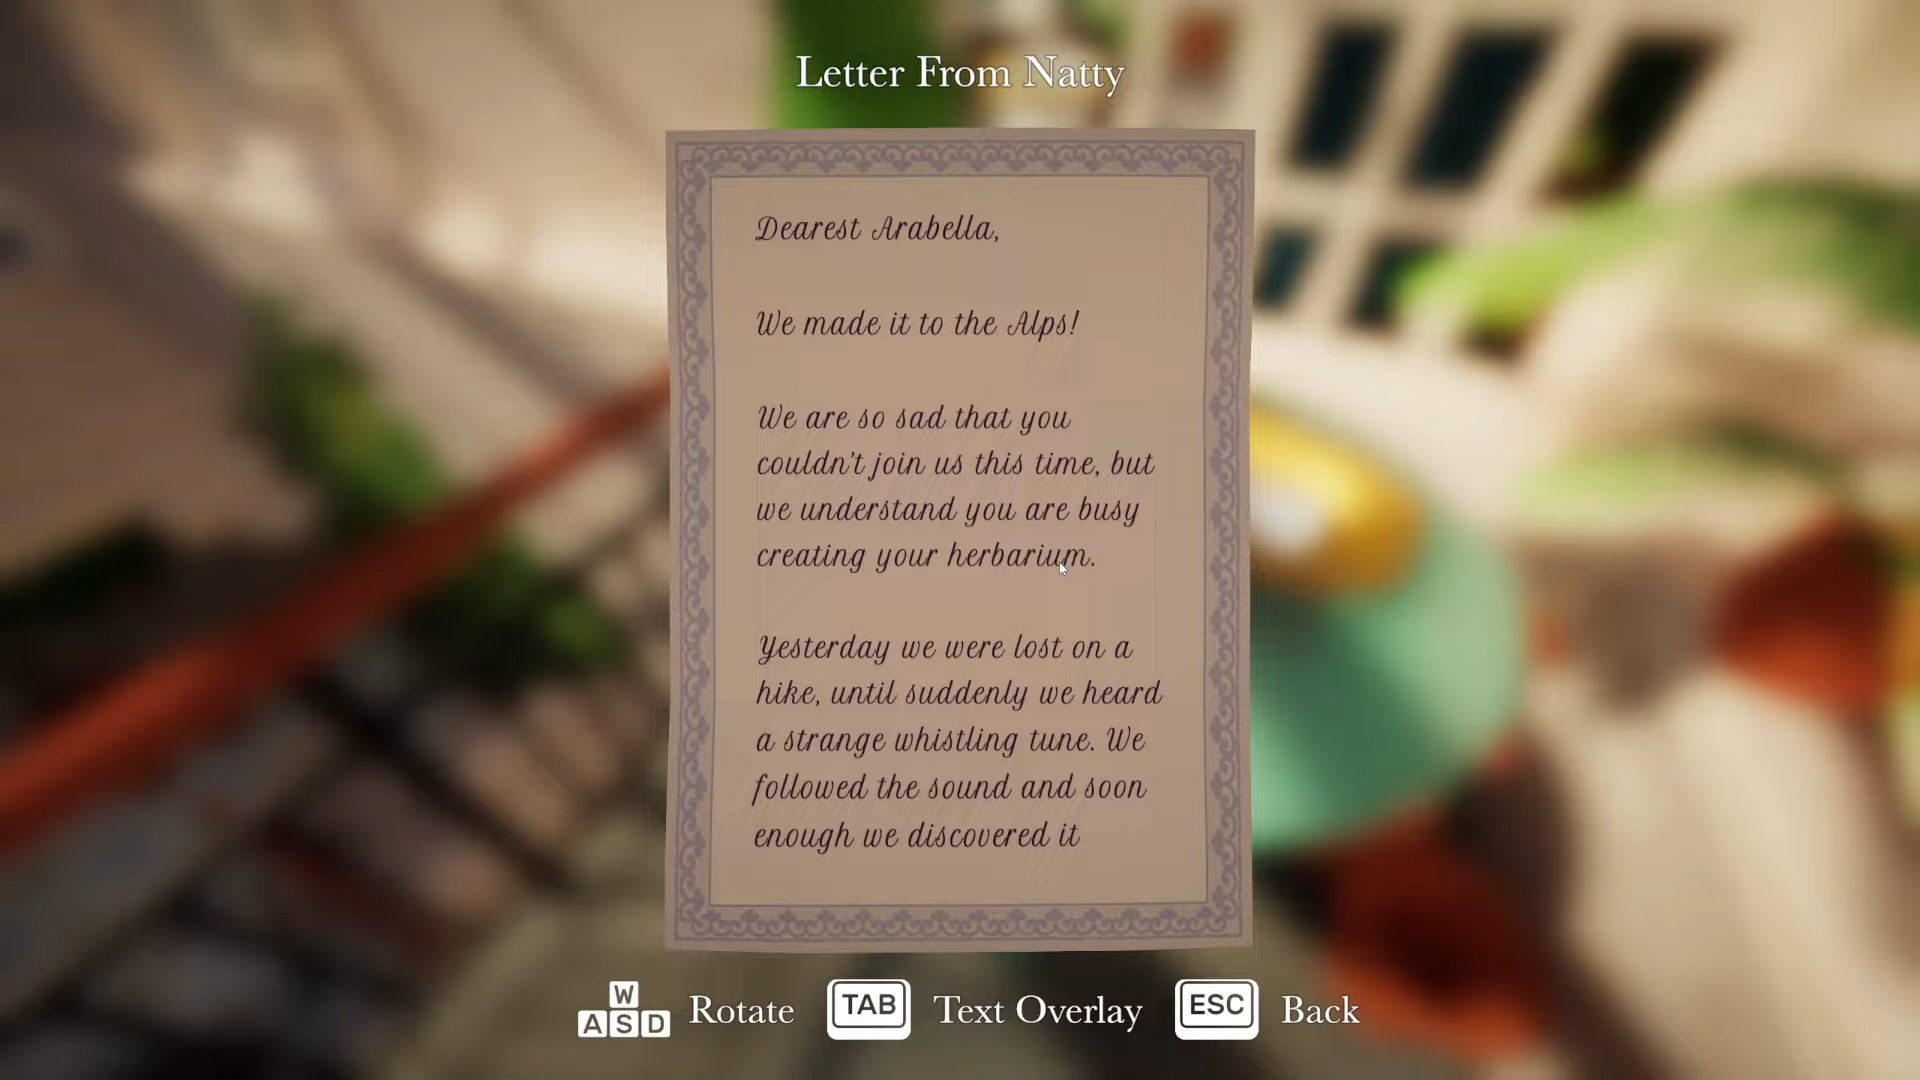 Letter From Natty
Dearest Arabella,
We made it to the Alps!
We are so sad that you
couldn't join us this time, but
we understand you are busy
creating your herbarium.
Yesterday we were lost on a
hike, until suddenly we heard
a strange whistling tune. We
followed the sound and soon
enough we discovered it
W
A S D Rotate TAB Text Overlay ESC Back